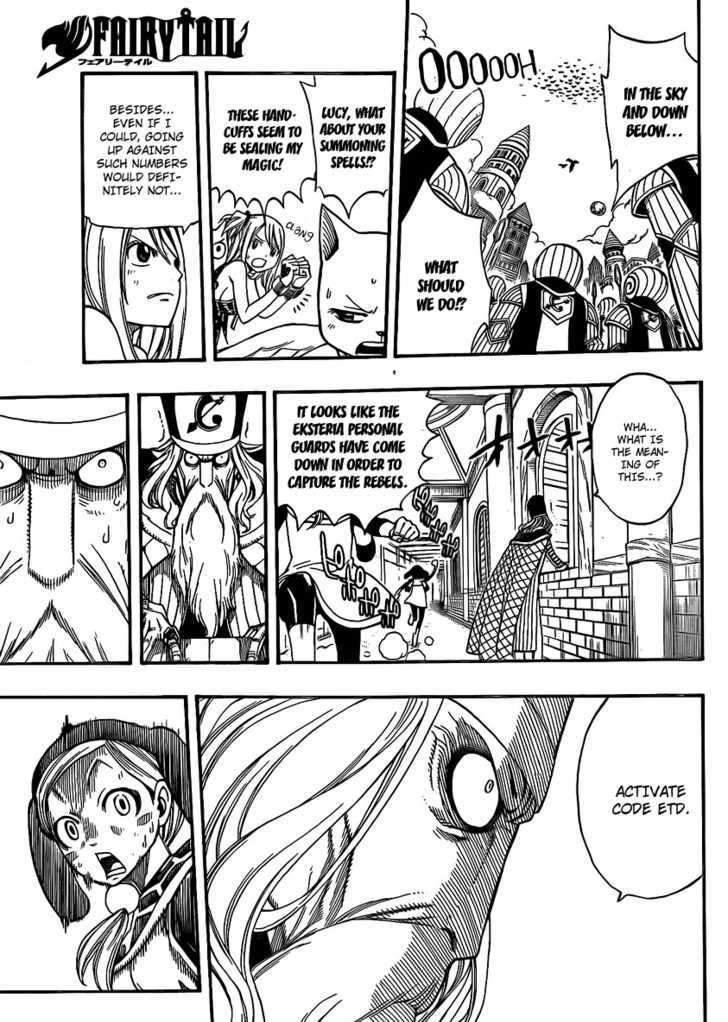 FAIRY TAIL
フェアリーテイル
IN THE SKY
AND DOWN
BELOW...
OOOOOH
WHAT
SHOULD
WE DO!?
LUCY, WHAT
ABOUT YOUR
SUMMONING
SPELLS!?
THESE HAND-
CUFFS SEEM TO
BE SEALING MY
MAGIC!
CLANG
BESIDES...
EVEN IF I
COULD, GOING
UP AGAINST
SUCH NUMBERS
WOULD DEFI-
NITELY NOT...
WHA...
WHAT IS
THE MEAN-
ING OF
THIS...?
IT LOOKS LIKE THE
EKSTERIA PERSONAL
GUARDS HAVE COME
DOWN IN ORDER TO
CAPTURE THE REBELS.
ACTIVATE
CODE ETD.